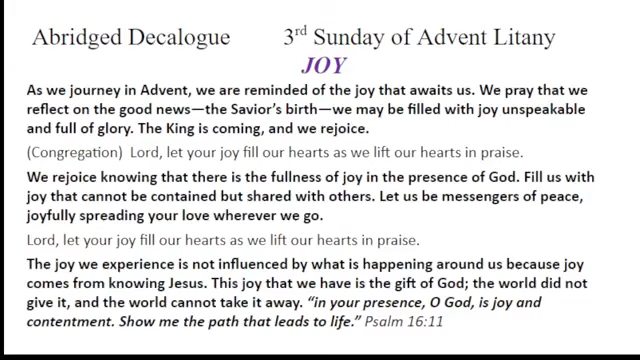 Abridged Decalogue 3rd Sunday of Advent Litany
JOY
As we journey in Advent, we are reminded of the joy that awaits us. We pray that we
reflect on the good news—the Savior's birth—we may be filled with joy unspeakable
and full of glory. The King is coming, and we rejoice.
(Congregation) Lord, let your joy fill our hearts as we lift our hearts in praise.
We rejoice knowing that there is the fullness of joy in the presence of God. Fill us with
joy that cannot be contained but shared with others. Let us be messengers of peace,
joyfully spreading your love wherever we go.
Lord, let your joy fill our hearts as we lift our hearts in praise.
The joy we experience is not influenced by what is happening around us because joy
comes from knowing Jesus. This joy that we have is the gift of God; the world did not
give it, and the world cannot take it away. "in your presence, O God, is joy and
contentment. Show me the path that leads to life." Psalm 16:11